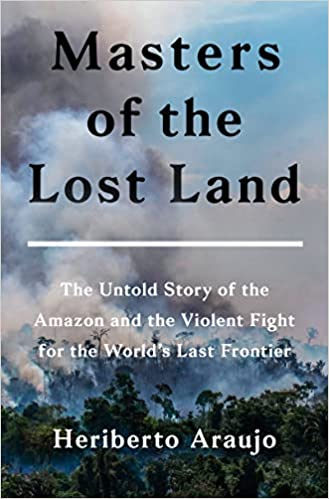 Masters
of the
Lost Land
The Untold Story of the
Amazon and the Violent Fight
for the World's Last Frontier
Heriberto Araujo